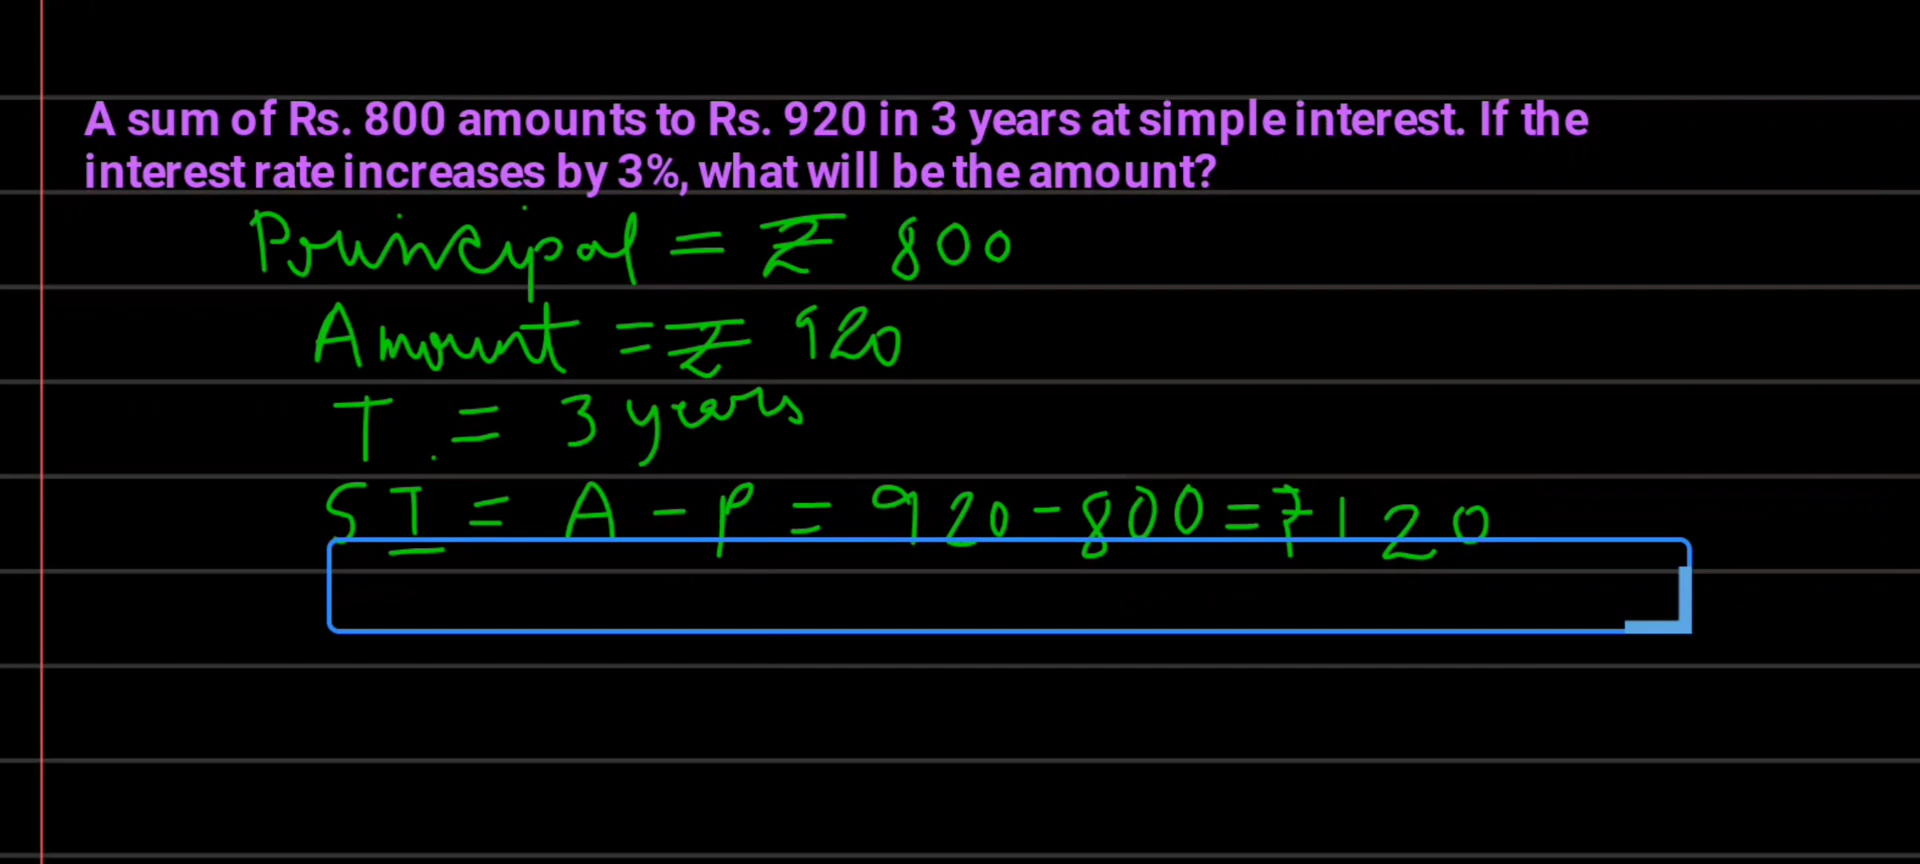 A sum of Rs. 800 amounts to Rs. 920 in 3 years at simple interest. If the
interest rate increases by 3%, what will be the amount?
Principal = ₹ 800
Amount = ₹ 920
T = 3 years
SI = A - P = 920 - 800 = ₹ 120